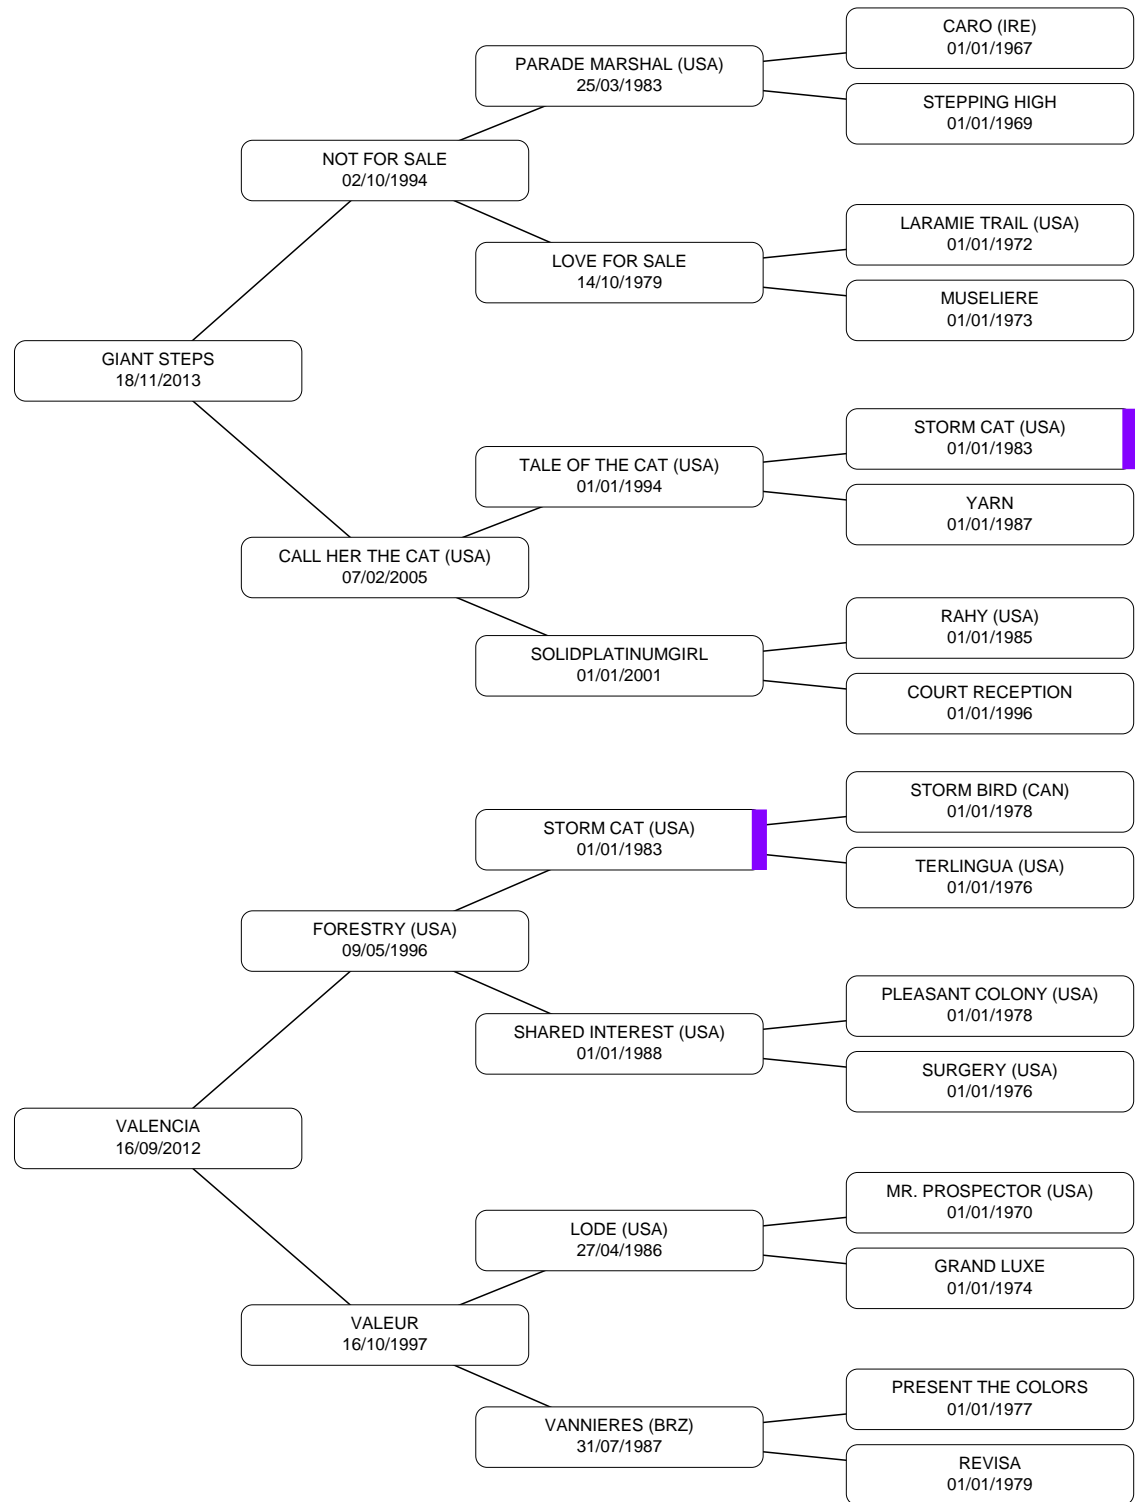 CARO (IRE)
01/01/1967
PARADE MARSHAL (USA)
25/03/1983
STEPPING HIGH
01/01/1969
NOT FOR SALE
02/10/1994
LARAMIE TRAIL (USA)
01/01/1972
LOVE FOR SALE
14/10/1979
MUSELIERE
01/01/1973
GIANT STEPS
18/11/2013
STORM CAT (USA)
01/01/1983
TALE OF THE CAT (USA)
01/01/1994
YARN
01/01/1987
CALL HER THE CAT (USA)
07/02/2005
RAHY (USA)
01/01/1985
SOLIDPLATINUMGIRL
01/01/2001
COURT RECEPTION
01/01/1996
STORM BIRD (CAN)
01/01/1978
STORM CAT (USA)
01/01/1983
TERLINGUA (USA)
01/01/1976
FORESTRY (USA)
09/05/1996
PLEASANT COLONY (USA)
01/01/1978
SHARED INTEREST (USA)
01/01/1988
SURGERY (USA)
01/01/1976
VALENCIA
16/09/2012
MR. PROSPECTOR (USA)
01/01/1970
LODE (USA)
27/04/1986
GRAND LUXE
01/01/1974
VALEUR
16/10/1997
PRESENT THE COLORS
01/01/1977
VANNIERES (BRZ)
31/07/1987
REVISA
01/01/1979